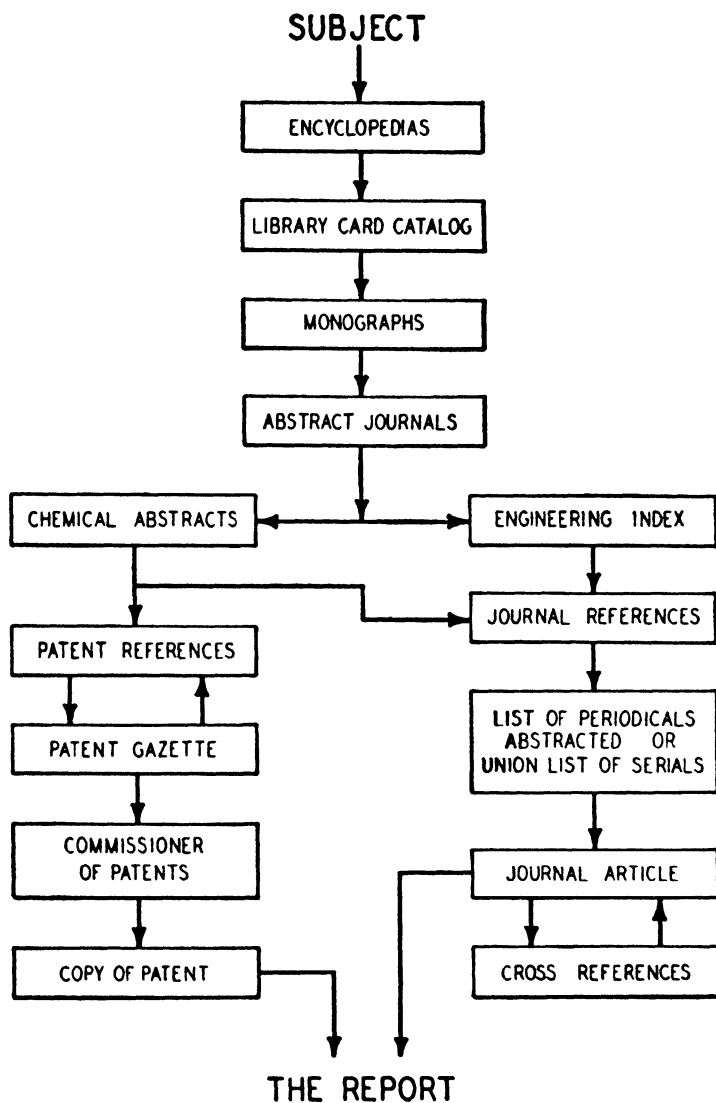 SUBJECT
ENCYCLOPEDIAS
LIBRARY CARD CATALOG
MONOGRAPHS
ABSTRACT JOURNALS
CHEMICAL ABSTRACTS
ENGINEERING INDEX
JOURNAL REFERENCES
PATENT REFERENCES
LIST OF PERIODICALS
ABSTRACTED OR
UNION LIST OF SERIALS
PATENT GAZETTE
COMMISSIONER
OF PATENTS
JOURNAL ARTICLE
COPY OF PATENT
CROSS REFERENCES
THE REPORT